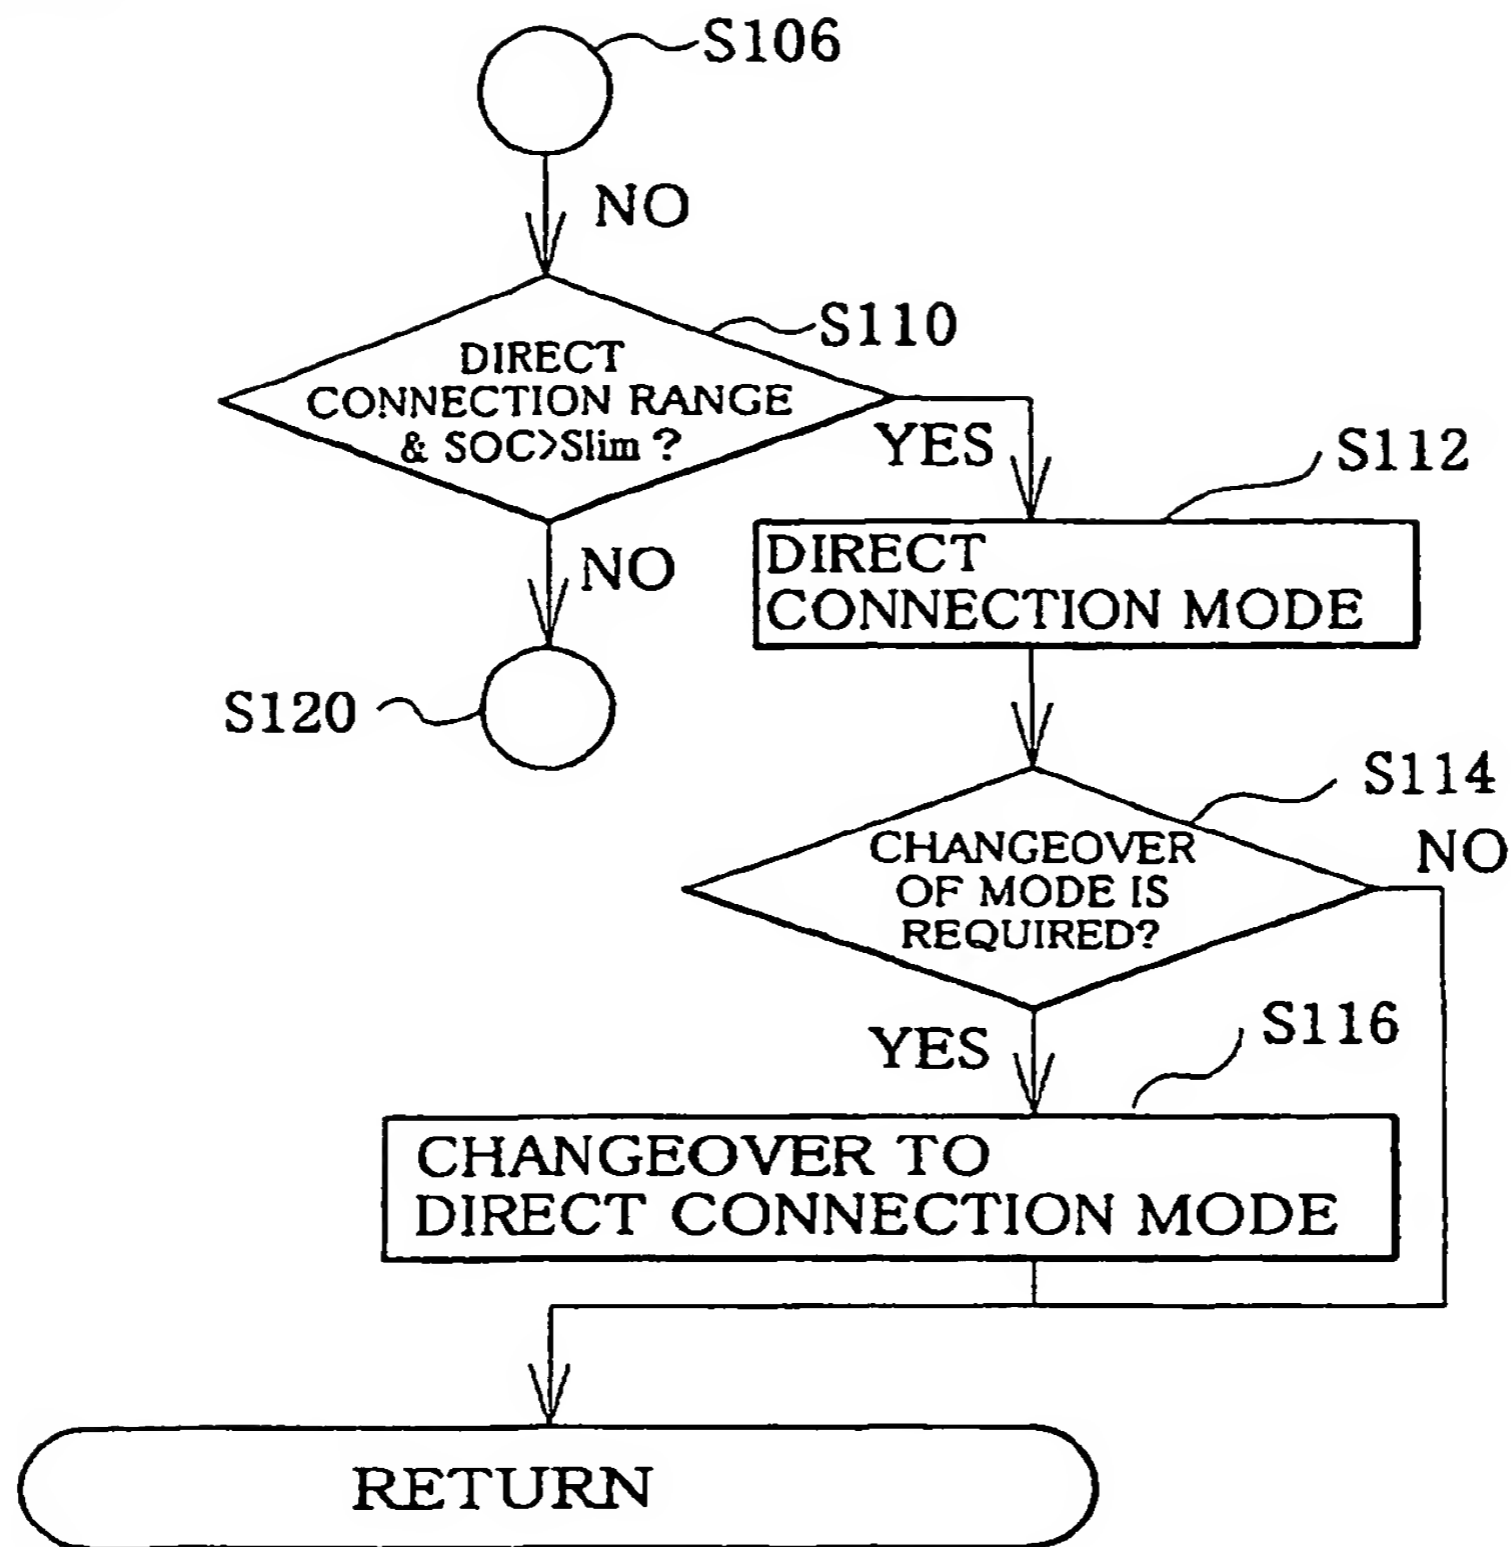 S106
NO
S110
DIRECT
CONNECTION RANGE
& SOC>Slim ?
YES
S112
DIRECT
CONNECTION MODE
NO
S120
S114
CHANGEOVER
OF MODE IS
REQUIRED?
NO
YES
S116
CHANGEOVER TO
DIRECT CONNECTION MODE
RETURN